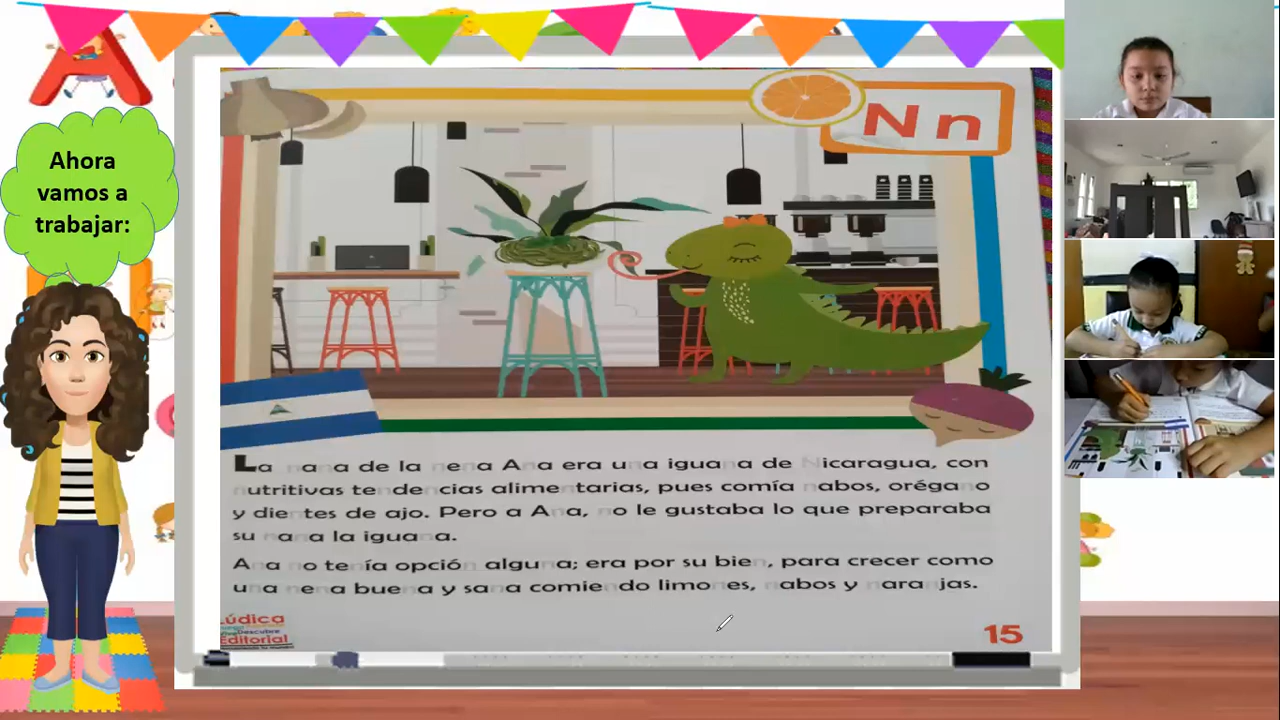 Ahora
vamos a
trabajar:
N n
La nana de la nena Ana era una iguana de Nicaragua, con
nutritivas tendencias alimentarias, pues comía nabos, orégano
y dientes de ajo. Pero a Ana, no le gustaba lo que preparaba
su nana la iguana.
Ana no tenía opción alguna; era por su bien, para crecer como
una nena buena y sana comiendo limones, nabos y naranjas.
Lúdica
Editorial
15